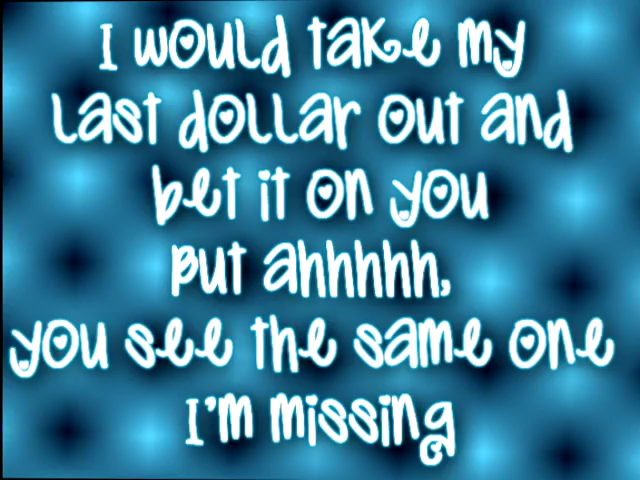 I would take my
last dollar out and
bet it on you
But ahhhhh,
you see the same one
I'm missing